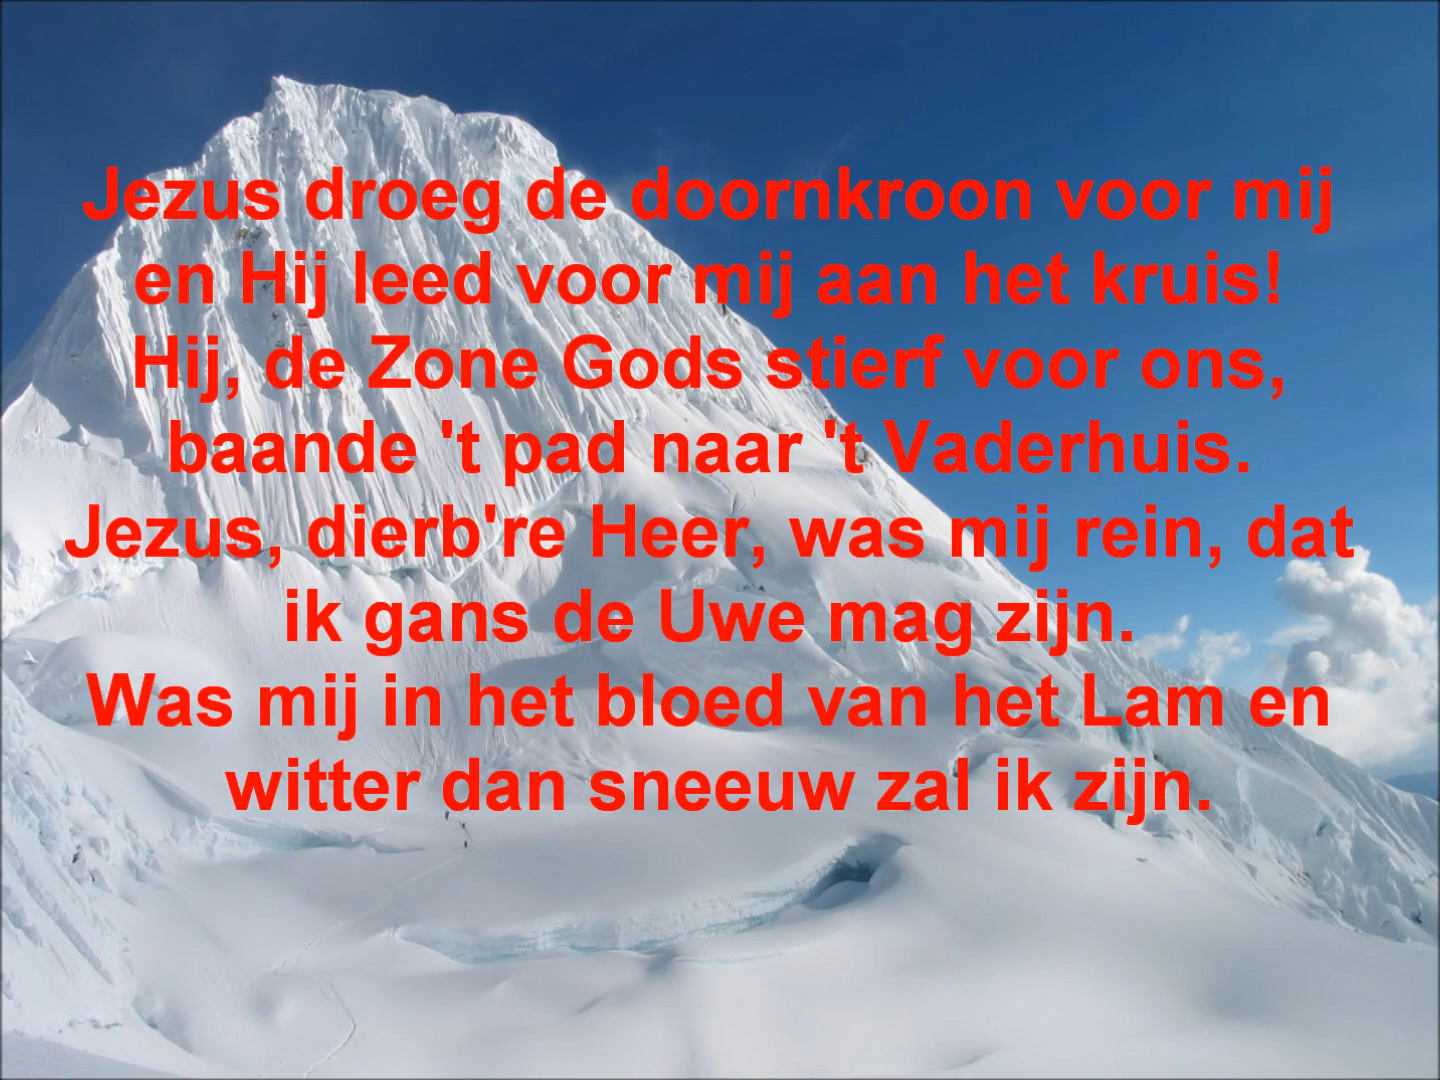 Jezus droeg de doornkroon voor mij
en Hij leed voor mij aan het kruis!
Hij, de Zone Gods stierf voor ons,
baande 't pad naar 't Vaderhuis.
Jezus, dierb're Heer, was mij rein, dat
ik gans de Uwe mag zijn.
Was mij in het bloed van het Lam en
witter dan sneeuw zal ik zijn.